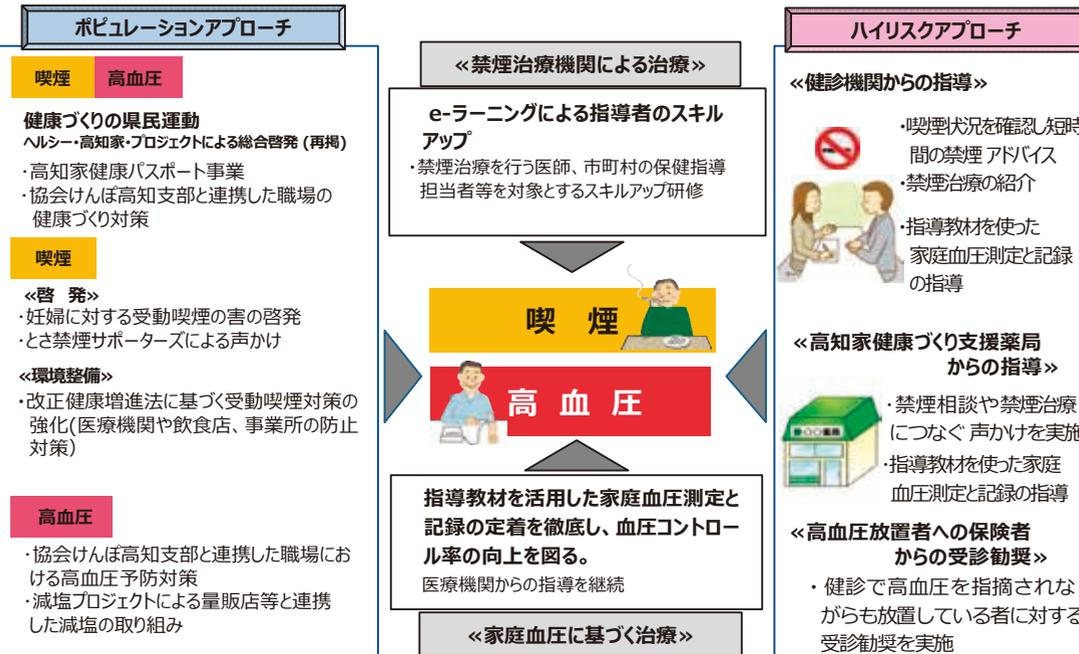 ポピュレーションアプローチ
喫煙 高血圧
健康づくりの県民運動
ヘルシー・高知家・プロジェクトによる総合啓発 (再掲)
・高知家健康パスポート事業
・協会けんぽ高知支部と連携した職場の
健康づくり対策
喫煙
≪啓 発≫
・妊婦に対する受動喫煙の害の啓発
・とさ禁煙サポーターズによる声かけ
≪環境整備≫
・改正健康増進法に基づく受動喫煙対策の
強化(医療機関や飲食店、事業所の防止
対策)
高血圧
・協会けんぽ高知支部と連携した職場にお
ける高血圧予防対策
・減塩プロジェクトによる量販店等と連携
した減塩の取り組み
≪禁煙治療機関による治療≫
e-ラーニングによる指導者のスキル
アップ
・禁煙治療を行う医師、市町村の保健指導
担当者等を対象とするスキルアップ研修
喫 煙
高 血 圧
指導教材を活用した家庭血圧測定と
記録の定着を徹底し、血圧コントロー
ル率の向上を図る。
医療機関からの指導を継続
≪家庭血圧に基づく治療≫
ハイリスクアプローチ
≪健診機関からの指導≫
・喫煙状況を確認し短時
間の禁煙 アドバイス
・禁煙治療の紹介
・指導教材を使った
家庭血圧測定と記録
の指導
≪高知家健康づくり支援薬局
からの指導≫
・禁煙相談や禁煙治療
につなぐ 声かけを実施
・指導教材を使った家庭
血圧測定と記録の指導
≪高血圧放置者への保険者
からの受診勧奨≫
・ 健診で高血圧を指摘されな
がらも放置している者に対する
受診勧奨を実施